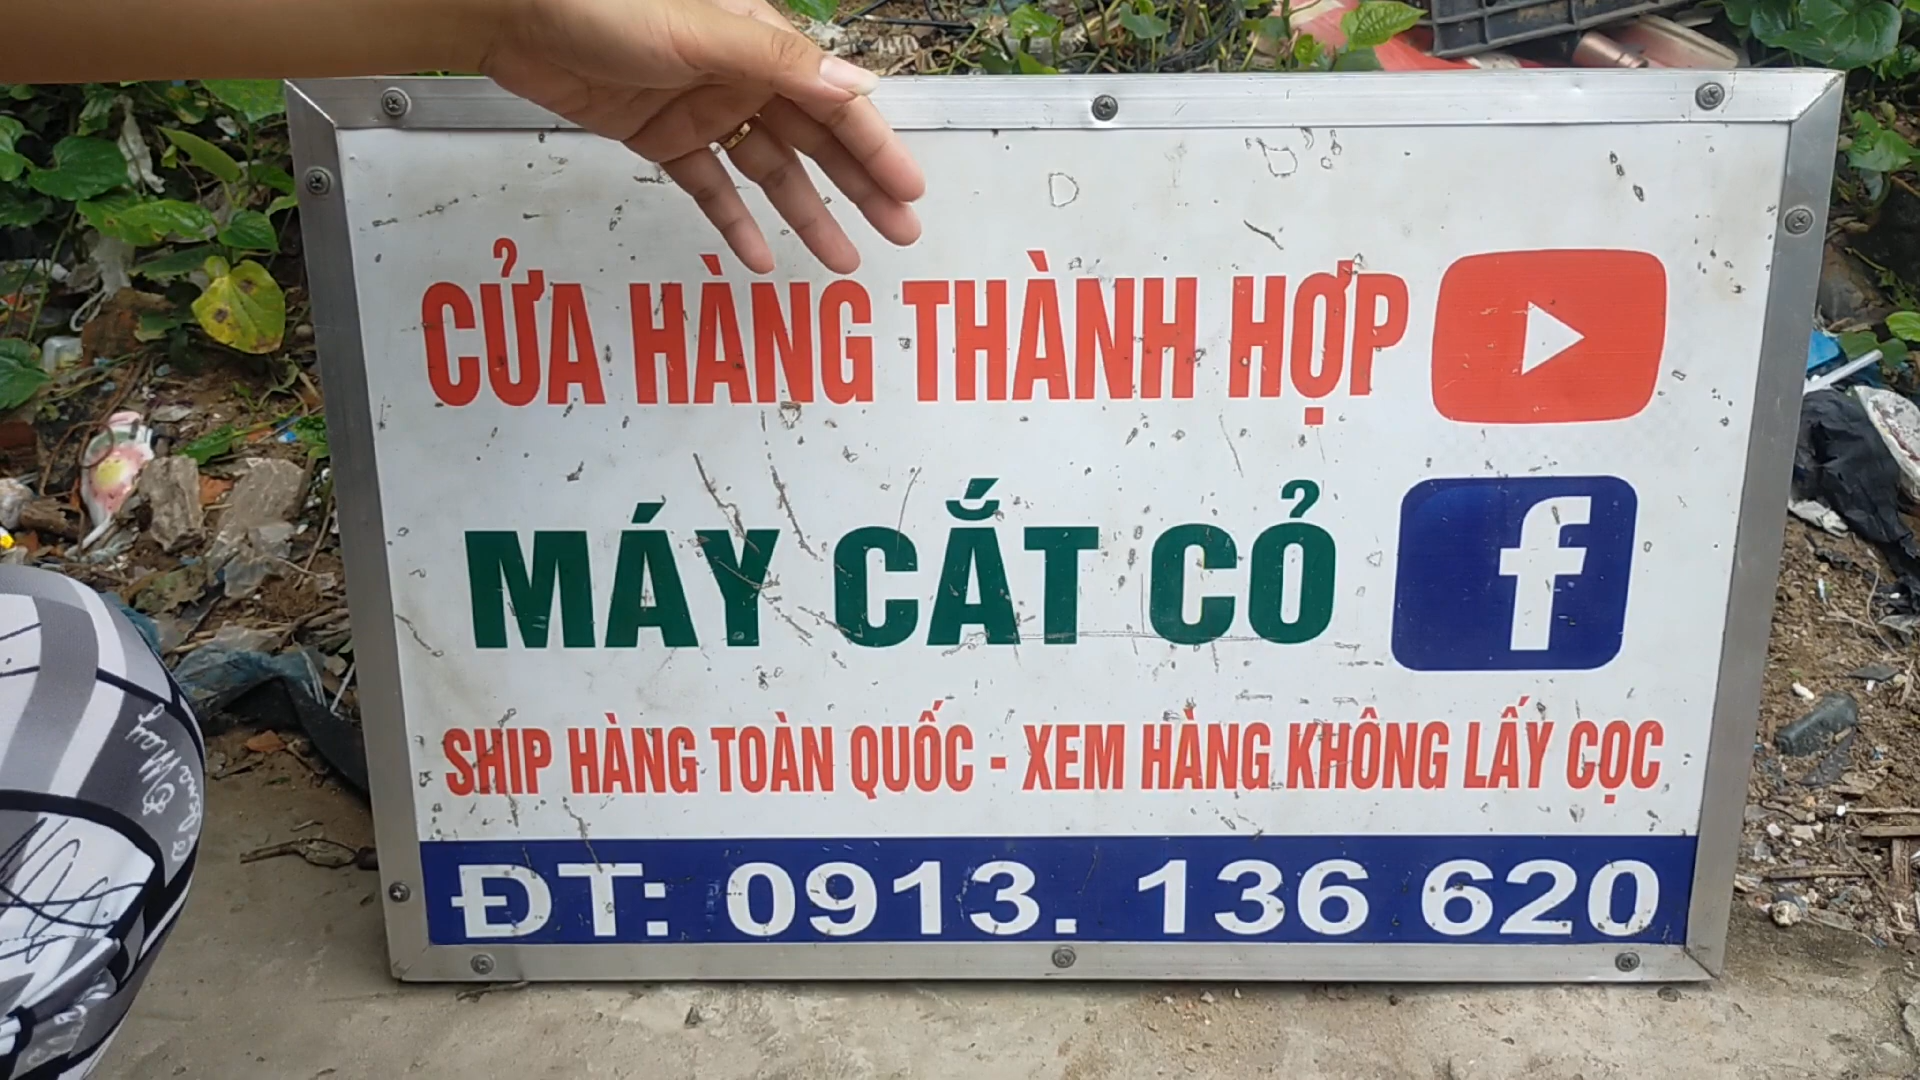 CỬA HÀNG THÀNH HỢP
MÁY CẮT CỎ
f
SHIP HÀNG TOÀN QUỐC - XEM HÀNG KHÔNG LẤY CỌC
ĐT: 0913. 136 620